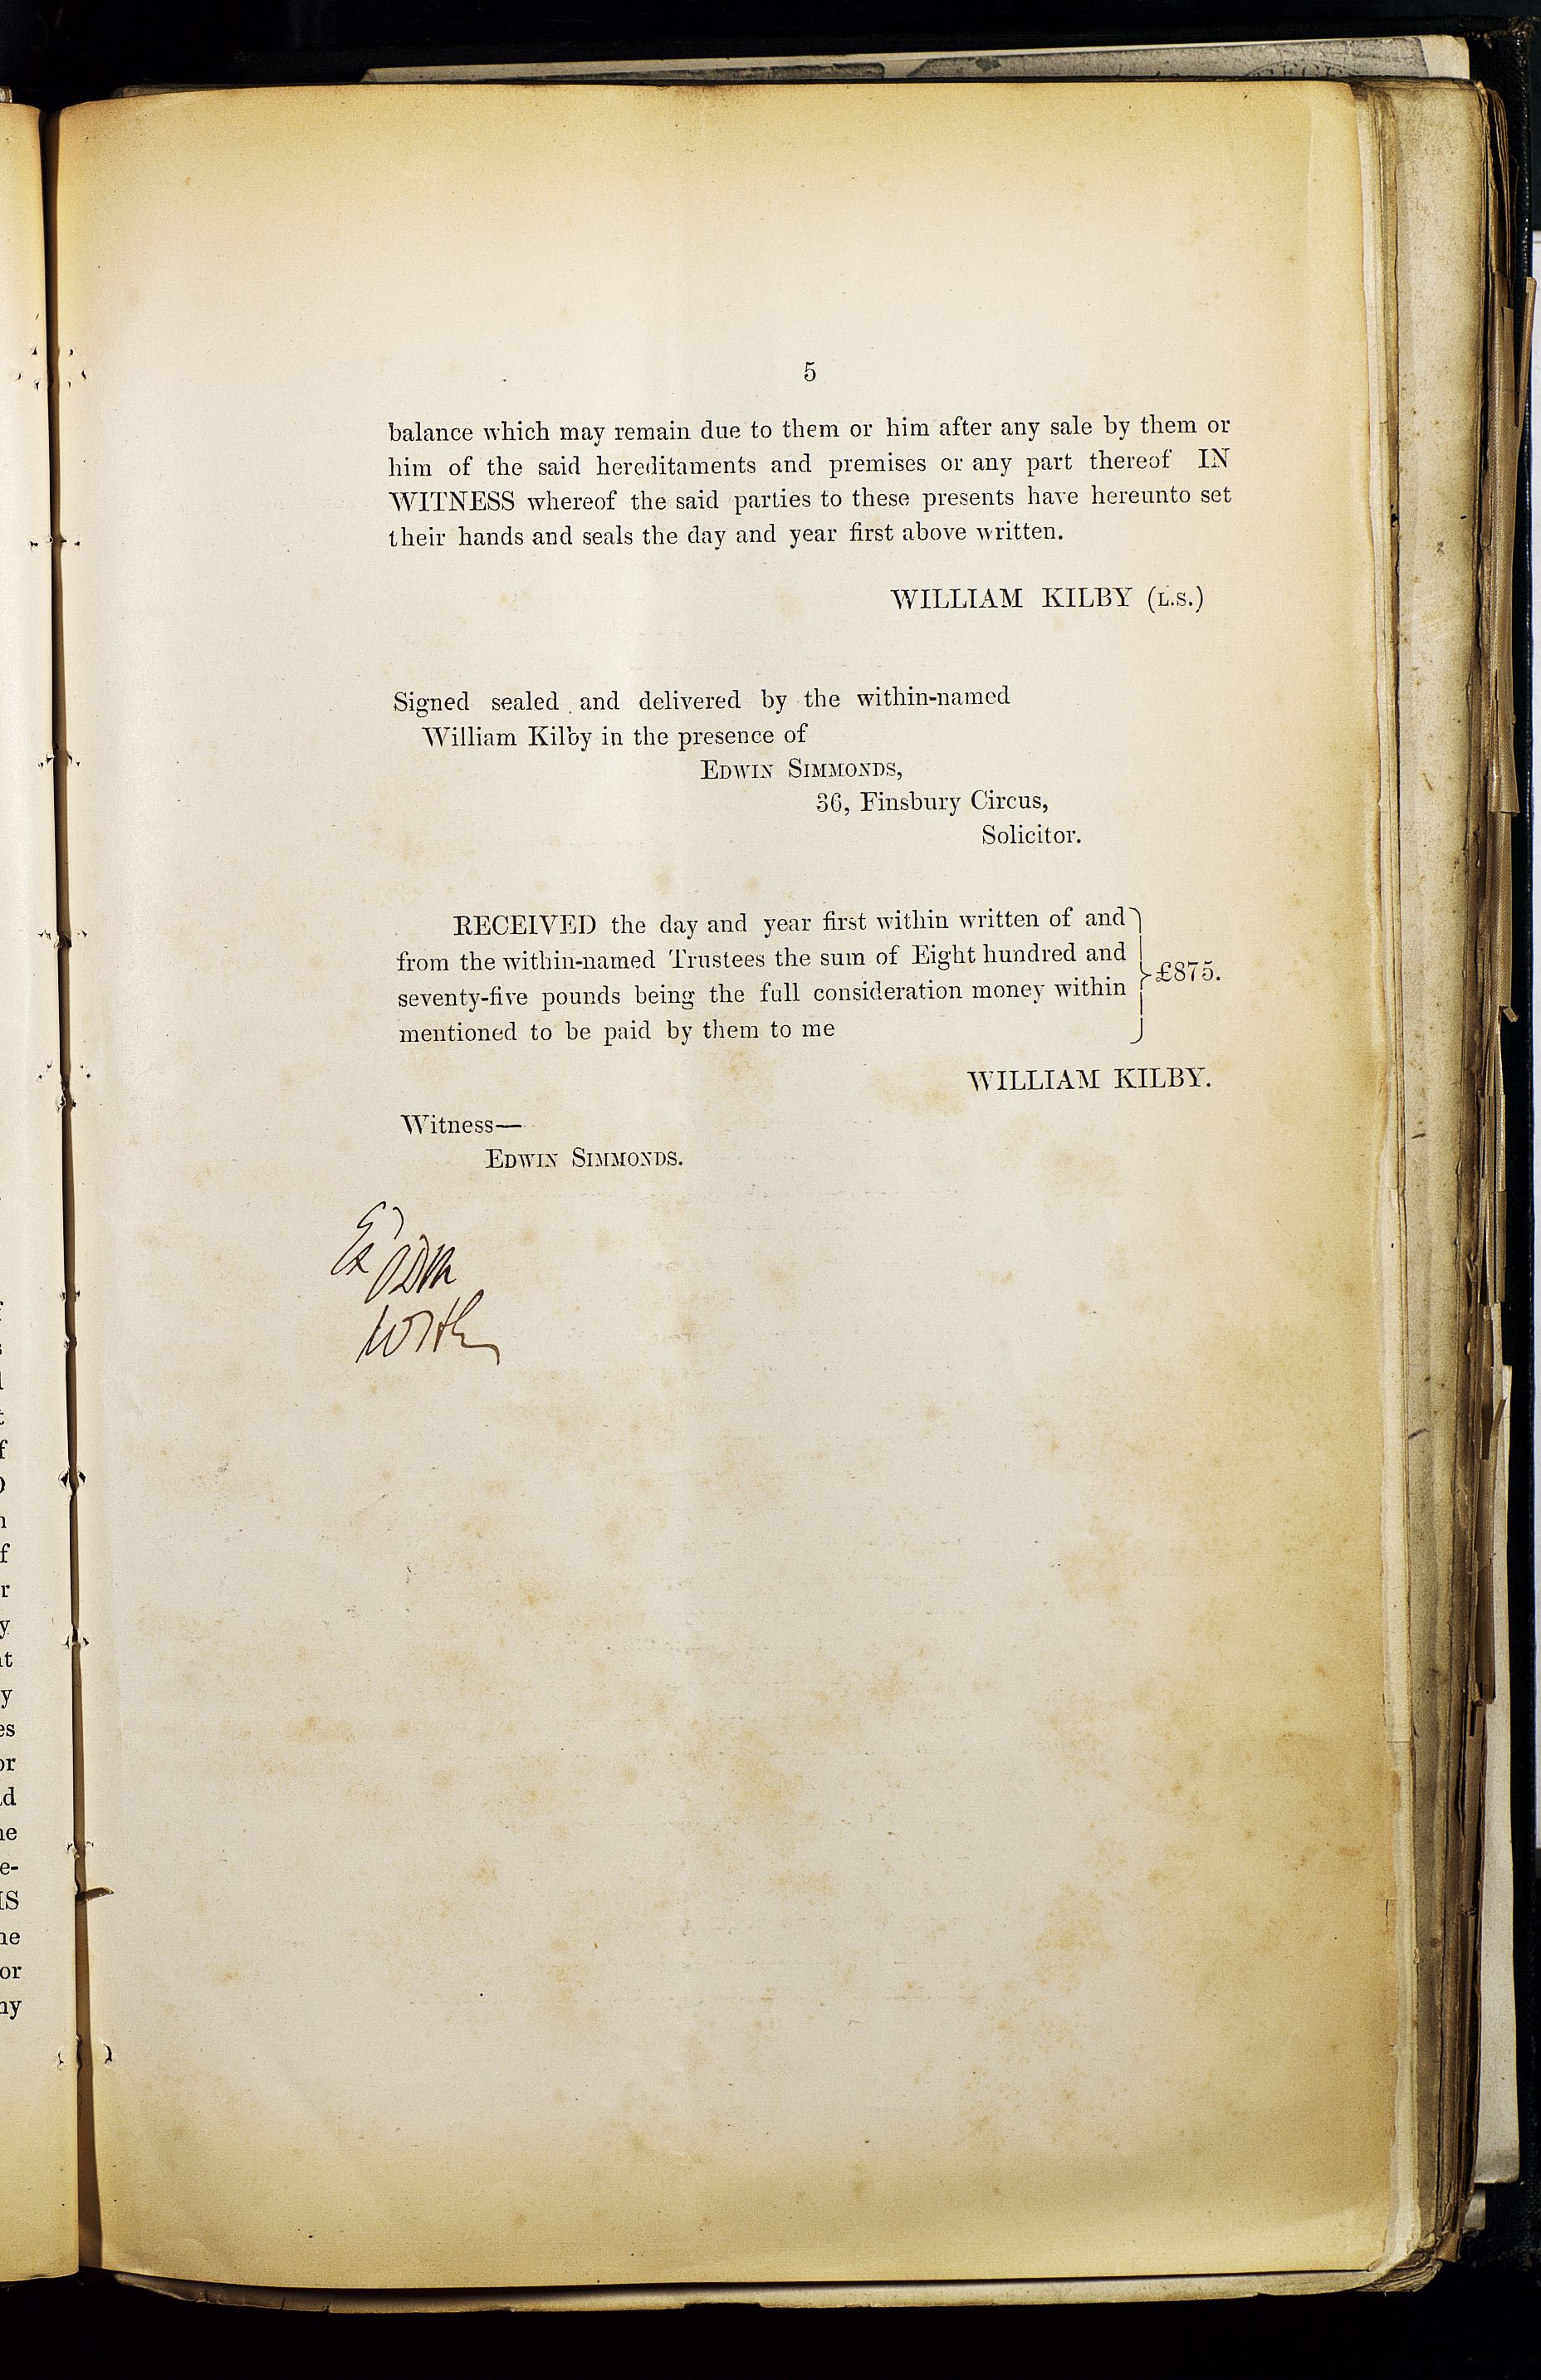 5
balance which may remain due to them or him after any sale by them or
him of the said hereditaments and premises or any part thereof IN
WITNESS whereof the said parties to these presents have hereunto set
their hands and seals the day and year first above written.
WILLIAM KILBY (L.S.)
Signed sealed and delivered by the within-named
William Kilby in the presence of
EDWIN SIMMONDS,
36, Finsbury Circus,
Solicitor.
RECEIVED the day and year first within written of and
from the within-named Trustees the sum of Eight hundred and
seventy-five pounds being the full consideration money within
mentioned to be paid by them to me
£875.
WILLIAM KILBY.
Witness—
EDWIN SIMMONDS.